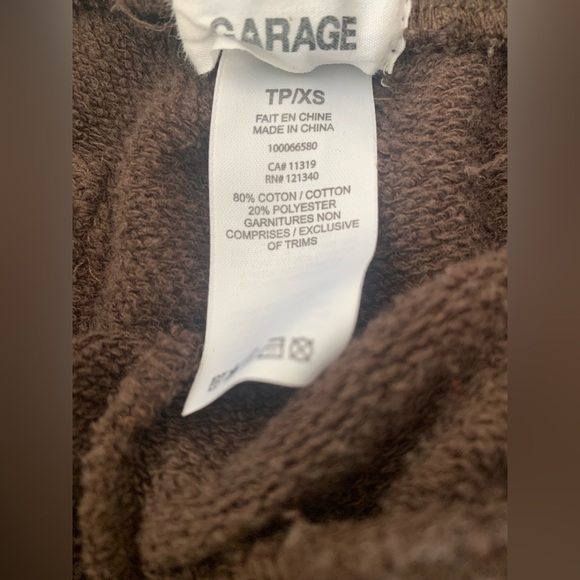 GARAGE
TP/XS
FAIT EN CHINE
MADE IN CHINA
100066580
CA# 11319
RN# 121340
80% COTON / COTTON
20% POLYESTER
GARNITURES NON
COMPRISES / EXCLUSIVE
OF TRIMS